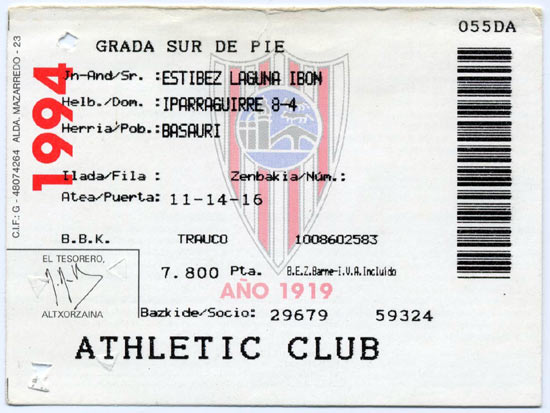 055DA
GRADA SUR DE PIE
Jn-And/Sr. :ESTIBEZ LAGUNA IBON
Helb./Dom. :IPARRAGUIRRE 8-4
Herria/Pob.:BASAURI
Ilada/Fila : Zenbakia/Núm.:
Atea/Puerta: 11-14-16
B.B.K. TRAUCO 1008602583
7.800 Pta. B.E.Z.Barne-I.V.A.Incluido
AÑO 1919
Bazkide/Socio: 29679 59324
ATHLETIC CLUB
EL TESORERO,
ALTXORZAINA
1994
C.I.F.: G - 48074264 ALDA. MAZARREDO - 23